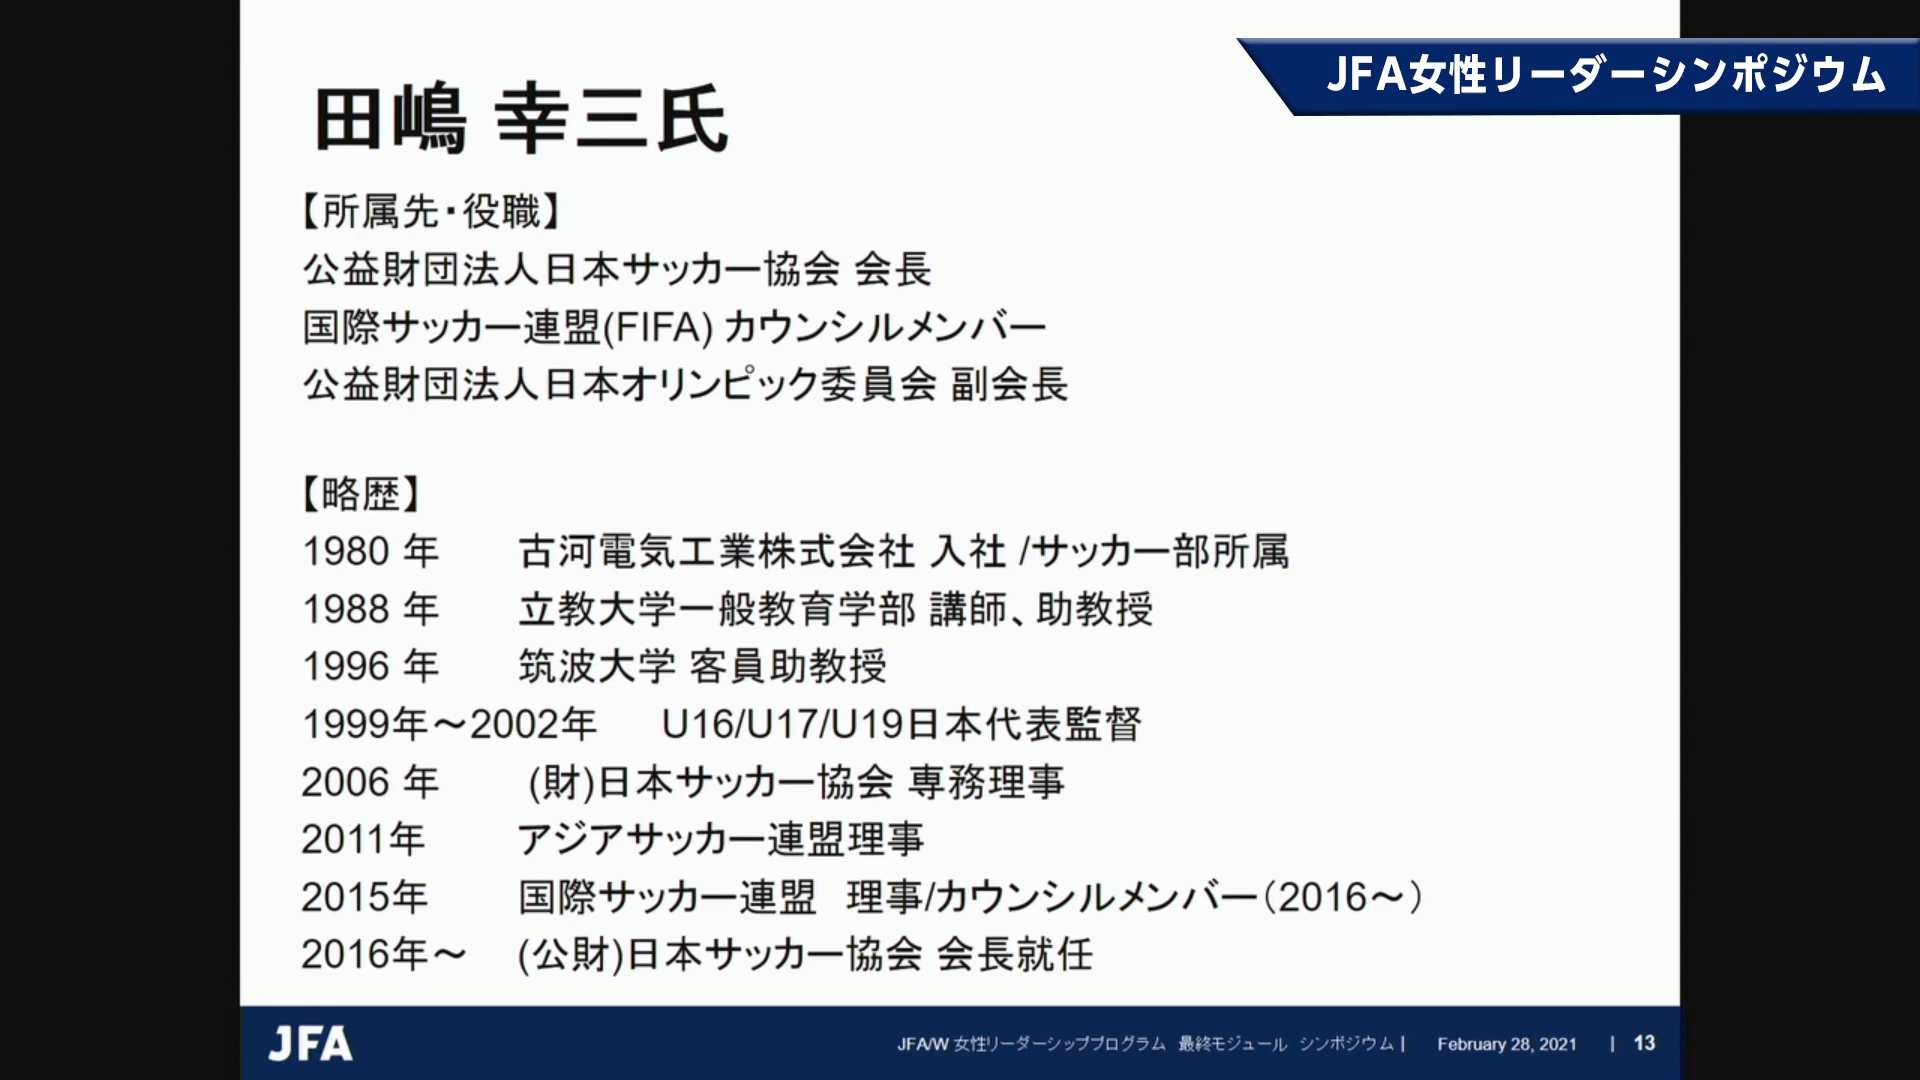 JFA女性リーダーシンポジウム
田嶋 幸三氏
【所属先・役職】
公益財団法人日本サッカー協会 会長
国際サッカー連盟(FIFA) カウンシルメンバー
公益財団法人日本オリンピック委員会 副会長
【略歴】
1980 年 古河電気工業株式会社 入社 /サッカー部所属
1988 年 立教大学一般教育学部 講師、助教授
1996 年 筑波大学 客員助教授
1999年～2002年 U16/U17/U19日本代表監督
2006 年 (財)日本サッカー協会 専務理事
2011年 アジアサッカー連盟理事
2015年 国際サッカー連盟 理事/カウンシルメンバー（2016～）
2016年～ (公財)日本サッカー協会 会長就任
JFA JFA/W 女性リーダーシッププログラム 最終モジュール シンポジウム | February 28, 2021 | 13